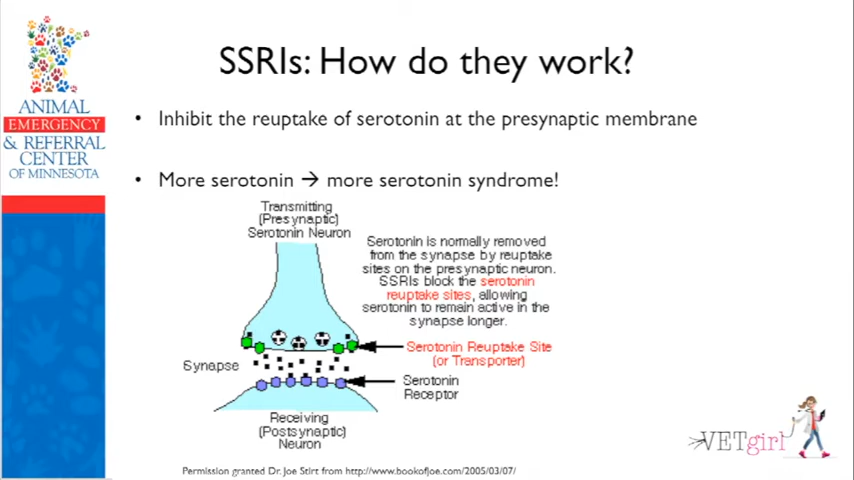 SSRIs: How do they work?
ANIMAL
EMERGENCY
& REFERRAL
CENTER
OF MINNESOTA
• Inhibit the reuptake of serotonin at the presynaptic membrane
• More serotonin → more serotonin syndrome!
Transmitting
(Presynaptic)
Serotonin Neuron
Serotonin is normally removed
from the synapse by reuptake
sites on the presynaptic neuron.
SSRIs block the serotonin
reuptake sites, allowing
serotonin to remain active in the
synapse longer.
Serotonin Reuptake Site
(or Transporter)
Synapse
Serotonin
Receptor
Receiving
(Postsynaptic)
Neuron
VETgirl
Permission granted Dr. Joe Stirt from http://www.bookofjoe.com/2005/03/07/